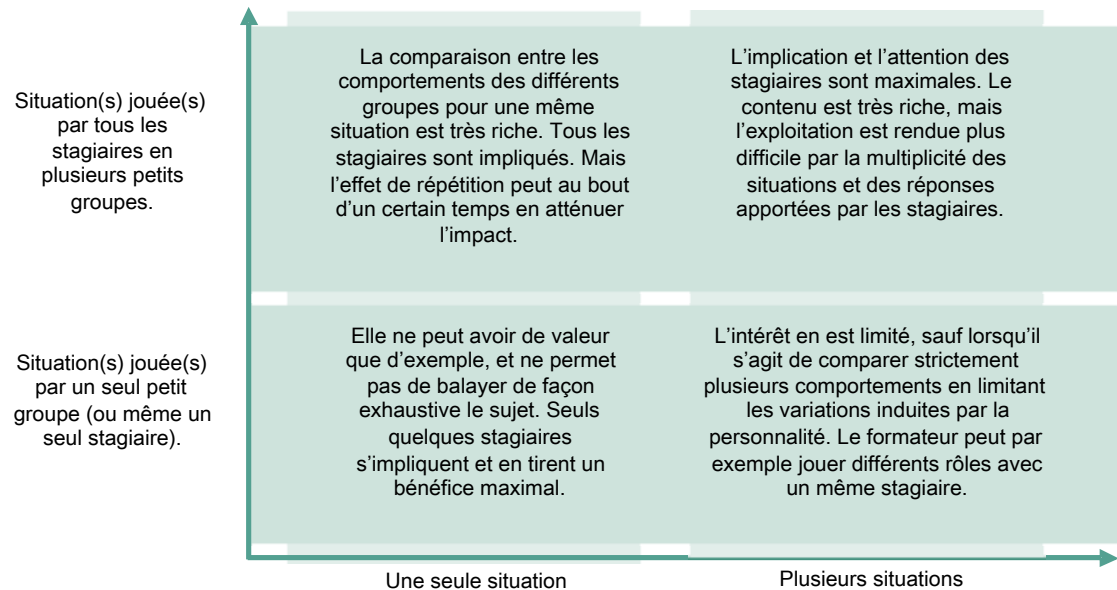 Situation(s) jouée(s)
par tous les
stagiaires en
plusieurs petits
groupes.
La comparaison entre les
comportements des différents
groupes pour une même
situation est très riche. Tous les
stagiaires sont impliqués. Mais
l’effet de répétition peut au bout
d’un certain temps en atténuer
l’impact.
L’implication et l’attention des
stagiaires sont maximales. Le
contenu est très riche, mais
l’exploitation est rendue plus
difficile par la multiplicité des
situations et des réponses
apportées par les stagiaires.
Situation(s) jouée(s)
par un seul petit
groupe (ou même un
seul stagiaire).
Elle ne peut avoir de valeur
que d’exemple, et ne permet
pas de balayer de façon
exhaustive le sujet. Seuls
quelques stagiaires
s’impliquent et en tirent un
bénéfice maximal.
L’intérêt en est limité, sauf lorsqu’il
s’agit de comparer strictement
plusieurs comportements en limitant
les variations induites par la
personnalité. Le formateur peut par
exemple jouer différents rôles avec
un même stagiaire.
Une seule situation
Plusieurs situations